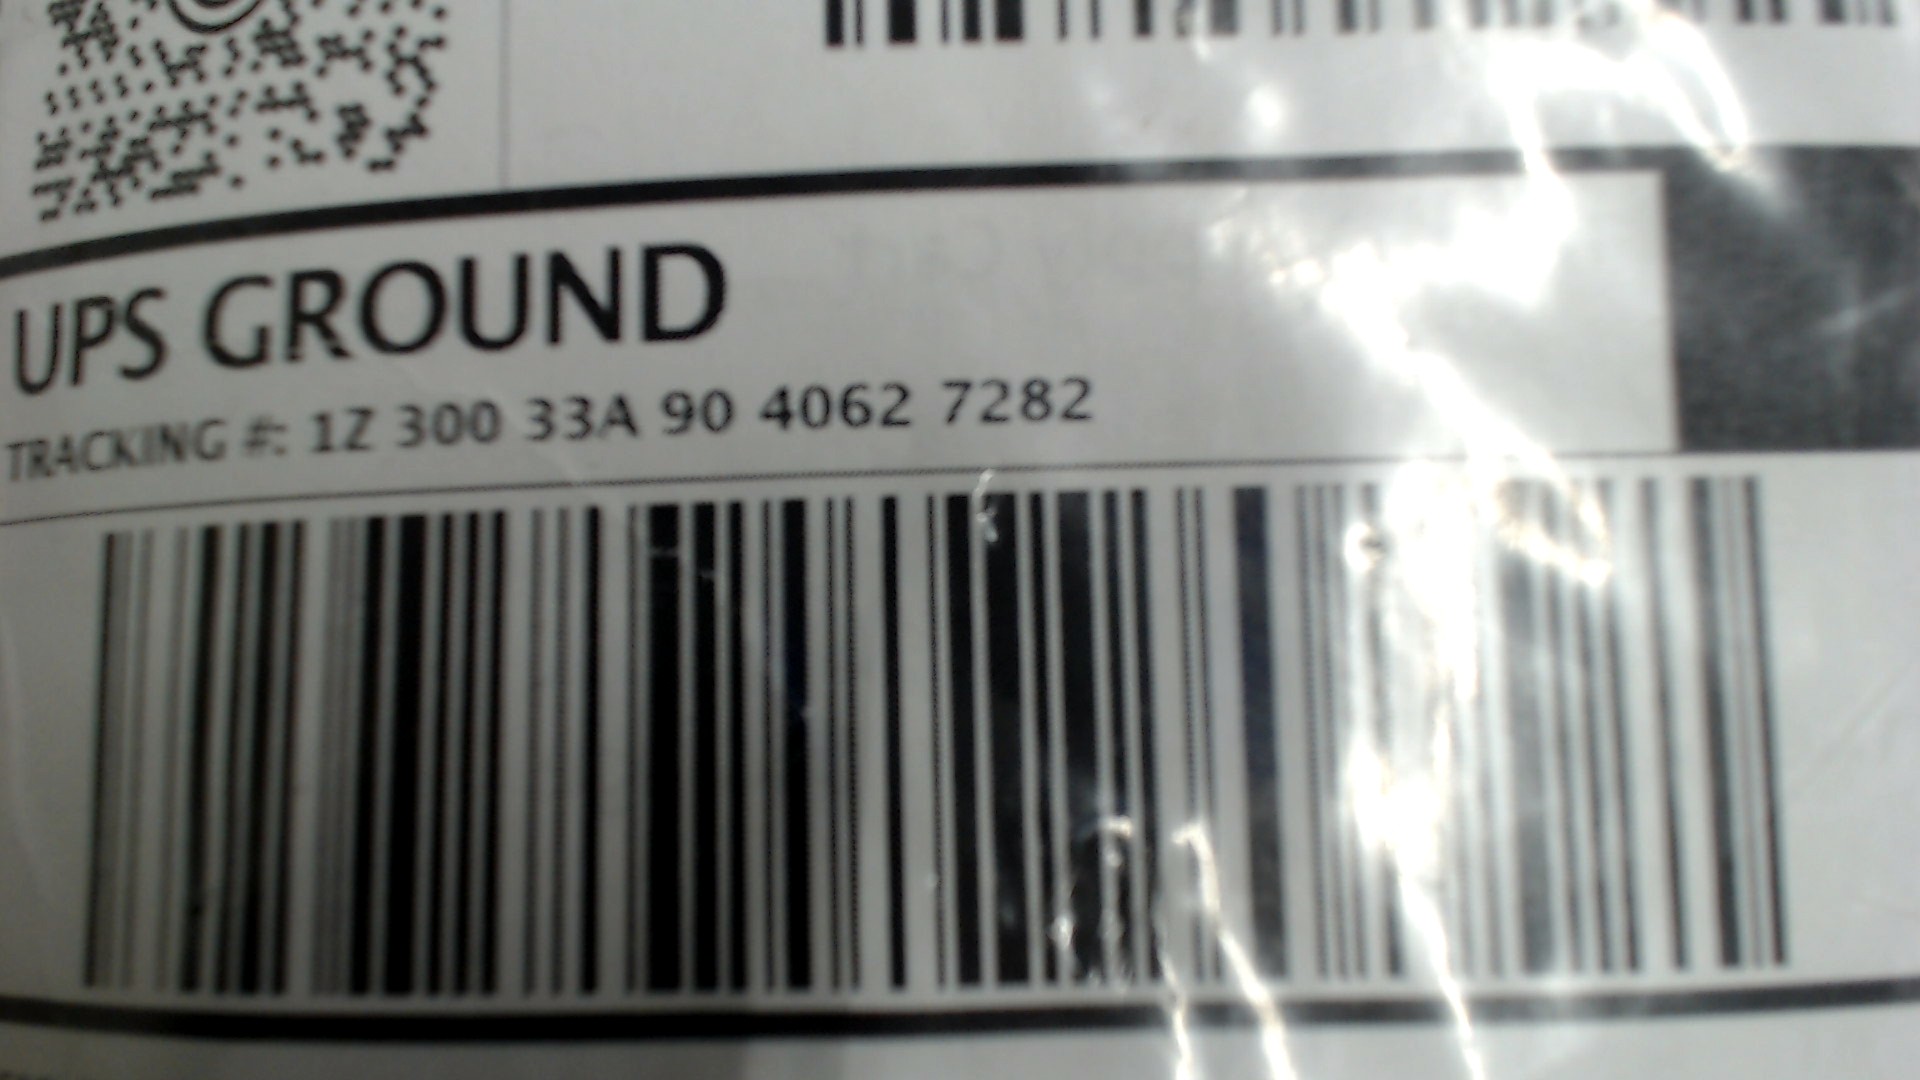 UPS GROUND
TRACKING #: 1Z 300 33A 90 4062 7282